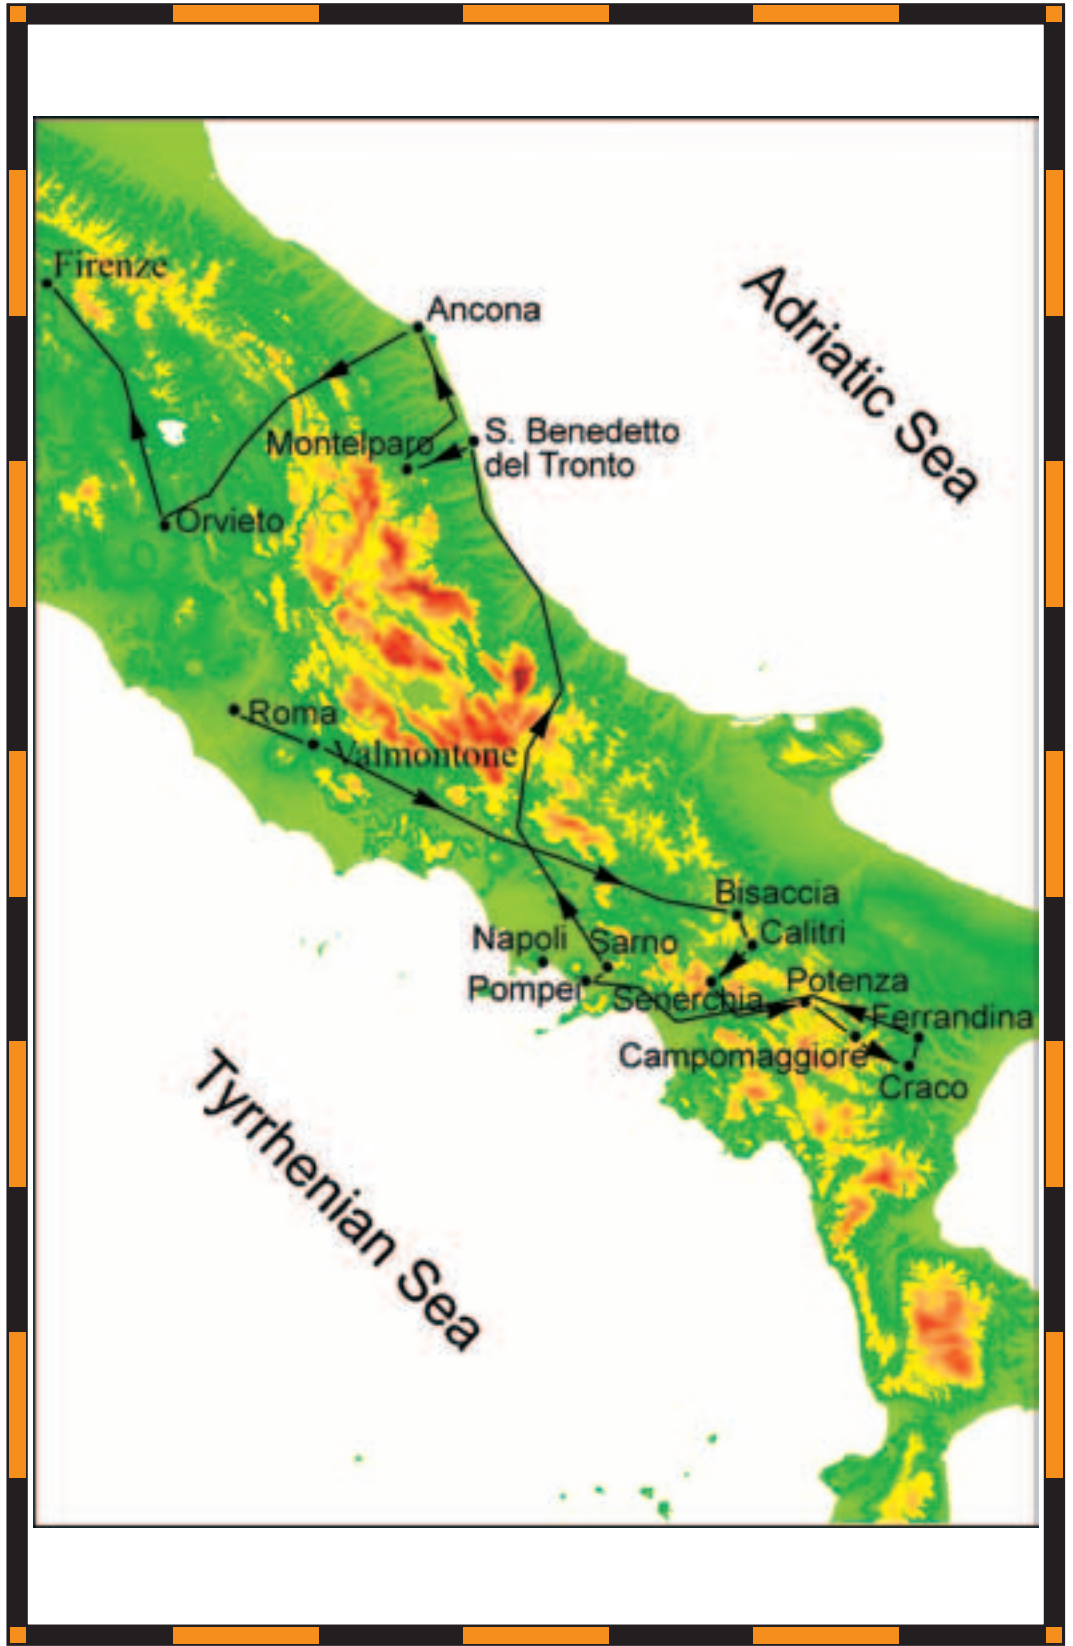 Firenze
Ancona
Adriatic Sea
Montelparo
S. Benedetto
del Tronto
Orvieto
Roma
Valmontone
Bisaccia
Calitri
Napoli
Sarno
Pompei
Senerchia
Potenza
Ferrandina
Campomaggiore
Craco
Tyrrhenian Sea